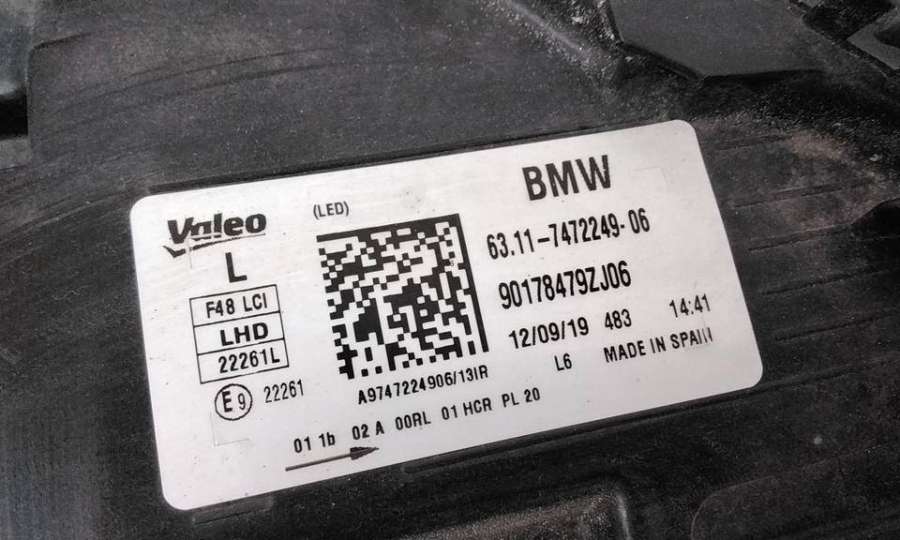 BMW
Valeo
(LED)
L
63.11-7472249-06
90178479ZJ06
F48 LCI
LHD
22261L
12/09/19 483 14:41
L6 MADE IN SPAIN
E9 22261
A9747224906/13IR
01 1b 02 A 00RL 01 HCR PL 20